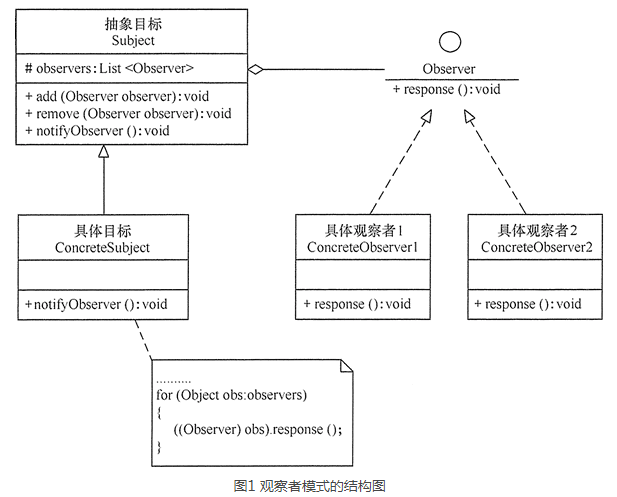 抽象目标
Subject
# observers:List <Observer>
+ add (Observer observer):void
+ remove (Observer observer):void
+ notifyObserver ():void
Observer
+ response ():void
具体目标
ConcreteSubject
+notifyObserver ():void
具体观察者1
ConcreteObserver1
+ response ():void
具体观察者2
ConcreteObserver2
+ response ():void
..........
for (Object obs:observers)
{
((Observer) obs).response ();
}
图1 观察者模式的结构图